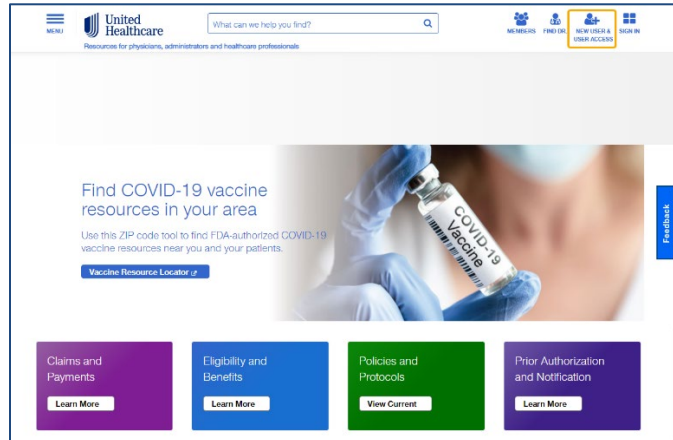 MENU
United
Healthcare
What can we help you find?
MEMBERS
FIND DR.
NEW USER &
USER ACCESS
SIGN IN
Resources for physicians, administrators and healthcare professionals
Find COVID-19 vaccine
resources in your area
Use this ZIP code tool to find FDA-authorized COVID-19
vaccine resources near you and your patients.
Vaccine Resource Locator
COVID-19
Vaccine
Feedback
Claims and
Payments
Learn More
Eligibility and
Benefits
Learn More
Policies and
Protocols
View Current
Prior Authorization
and Notification
Learn More